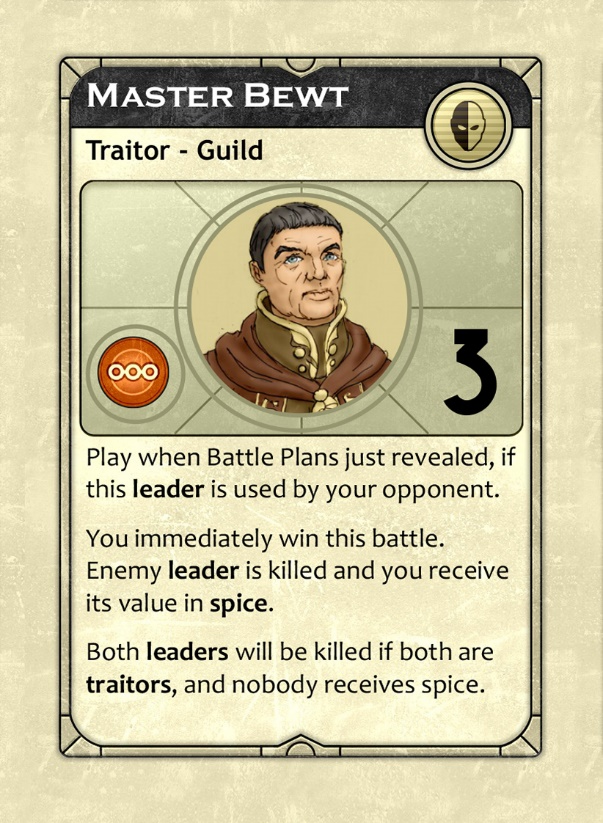 Master Bewt
Traitor - Guild
3
Play when Battle Plans just revealed, if
this leader is used by your opponent.
You immediately win this battle.
Enemy leader is killed and you receive
its value in spice.
Both leaders will be killed if both are
traitors, and nobody receives spice.